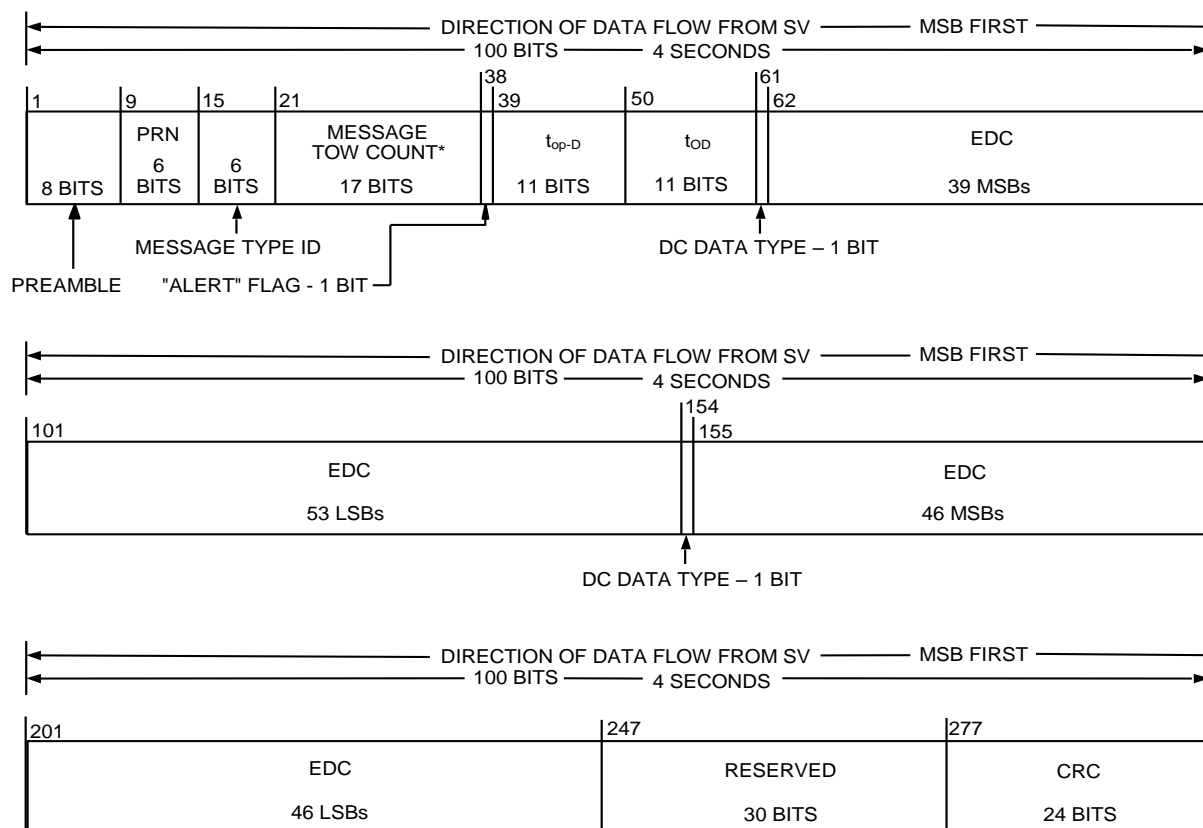 DIRECTION OF DATA FLOW FROM SV MSB FIRST
100 BITS 4 SECONDS
38 61
1 9 15 21 39 50 62
PRN MESSAGE top-D tOD EDC
TOW COUNT*
6 6
8 BITS BITS BITS 17 BITS 11 BITS 11 BITS 39 MSBs
MESSAGE TYPE ID DC DATA TYPE – 1 BIT
PREAMBLE "ALERT" FLAG - 1 BIT
DIRECTION OF DATA FLOW FROM SV MSB FIRST
100 BITS 4 SECONDS
154
101 155
EDC EDC
53 LSBs 46 MSBs
DC DATA TYPE – 1 BIT
DIRECTION OF DATA FLOW FROM SV MSB FIRST
100 BITS 4 SECONDS
201 247 277
EDC RESERVED CRC
46 LSBs 30 BITS 24 BITS